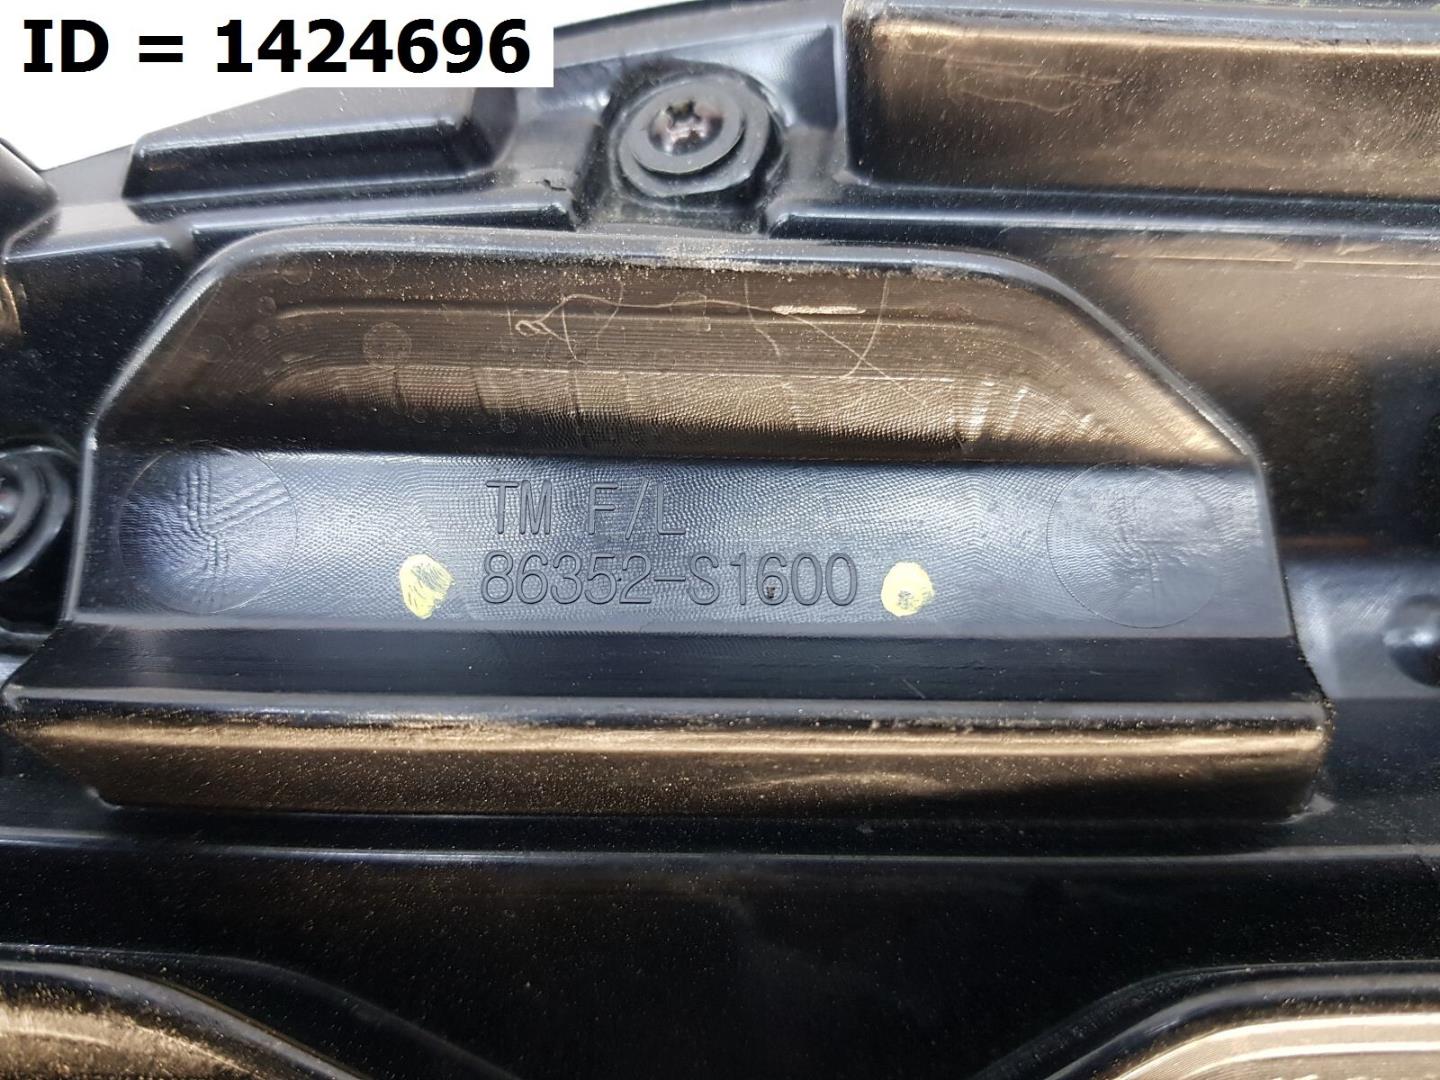 ID = 1424696
TM F/L
86352-S1600